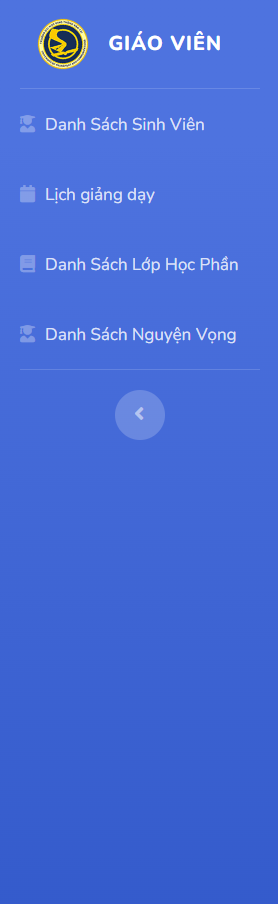 GIÁO VIÊN
Danh Sách Sinh Viên
Lịch giảng dạy
Danh Sách Lớp Học Phần
Danh Sách Nguyện Vọng